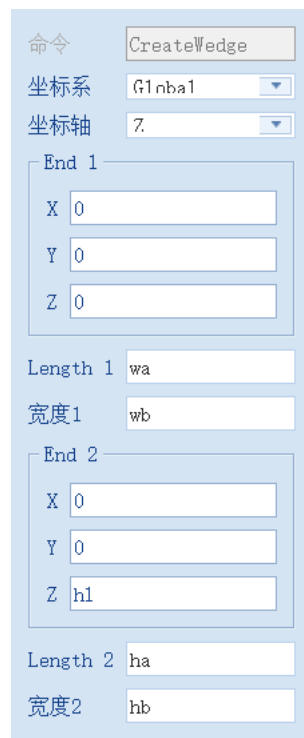 命令 CreateWedge
坐标系 Global
坐标轴 Z
End 1
X 0
Y 0
Z 0
Length 1 wa
宽度1 wb
End 2
X 0
Y 0
Z hl
Length 2 ha
宽度2 hb